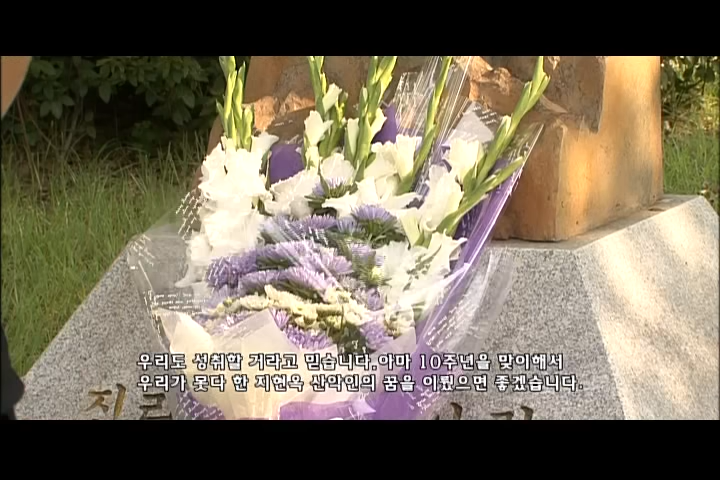 우리도 성취할 거라고 믿습니다.아마 10주년을 맞이해서
우리가 못다 한 지현옥 산악인의 꿈을 이뤘으면 좋겠습니다.